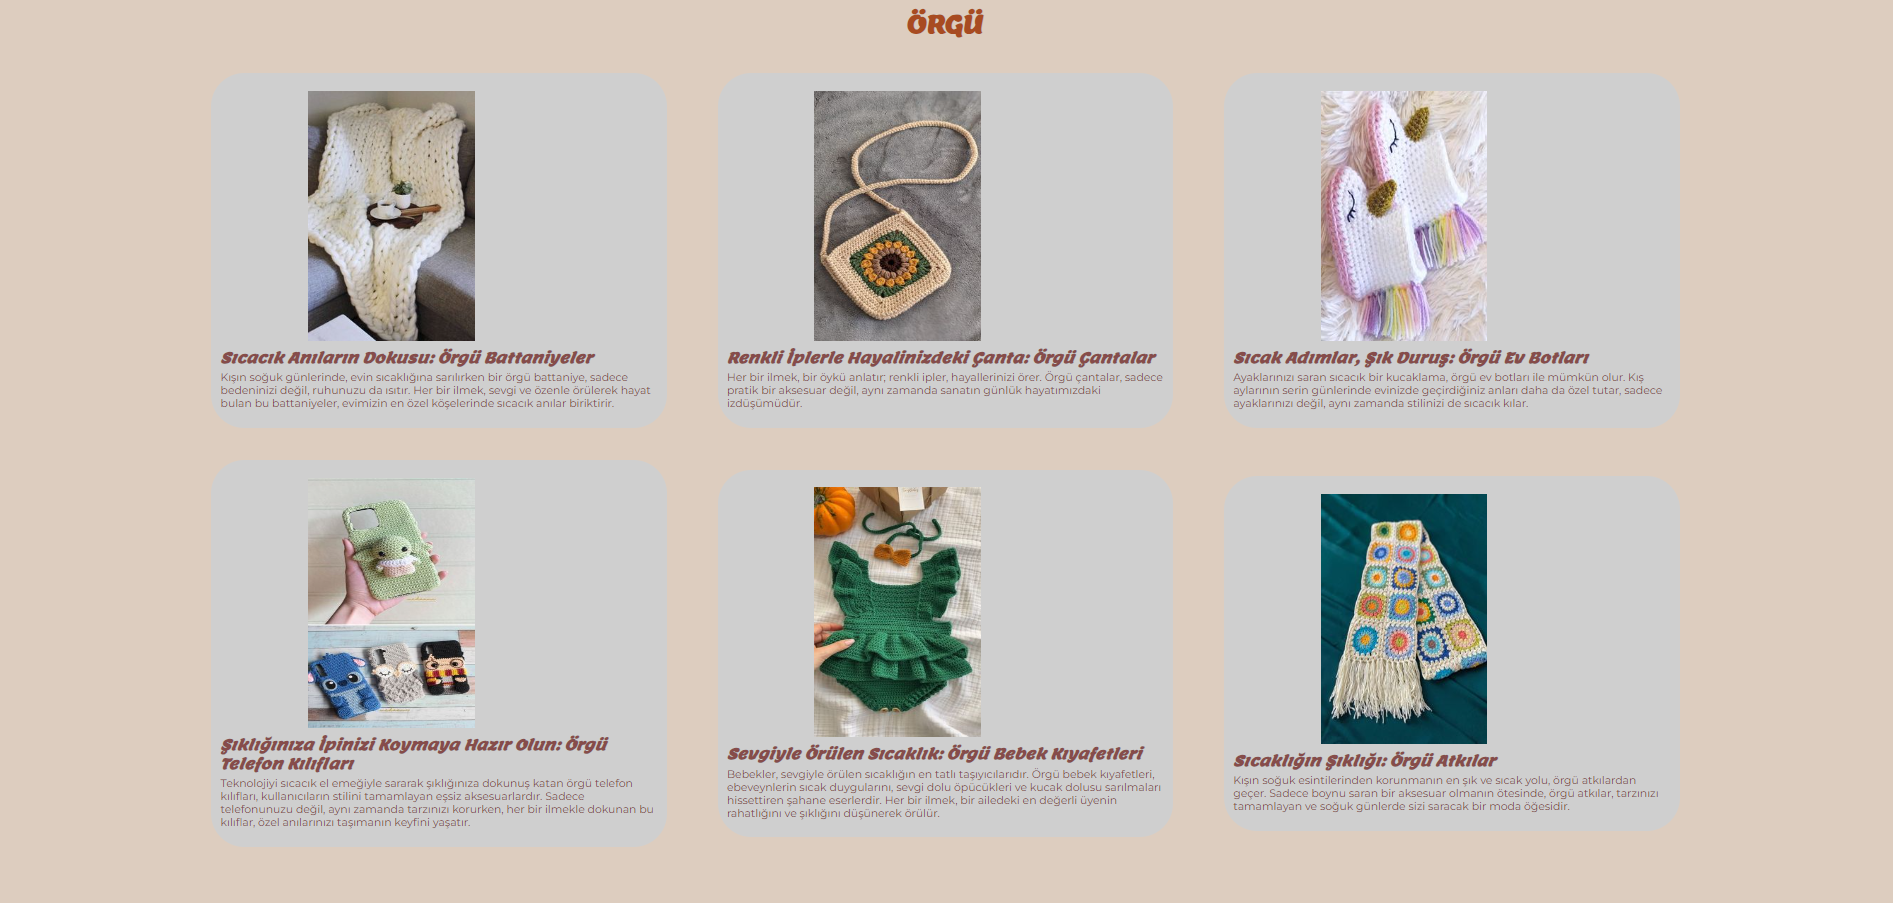 ÖRGÜ
Sıcacık Anıların Dokusu: Örgü Battaniyeler
Kışın soğuk günlerinde, evin sıcaklığına sarılırken bir örgü battaniye, sadece
bedeninizi değil, ruhunuzu da ısıtır. Her bir ilmek, sevgi ve özenle örülerek hayat
bulan bu battaniyeler, evimizin en özel köşelerinde sıcacık anılar biriktirir.
Renkli İplerle Hayalinizdeki Çanta: Örgü Çantalar
Her bir ilmek, bir öykü anlatır; renkli ipler, hayallerinizi örer. Örgü çantalar, sadece
pratik bir aksesuar değil, aynı zamanda sanatın günlük hayatımızdaki
izdüşümüdür.
Sıcak Adımlar, Şık Duruş: Örgü Ev Botları
Ayaklarınızı saran sıcacık bir kucaklama, örgü ev botları ile mümkün olur. Kış
aylarının serin günlerinde evinizde geçirdiğiniz anları daha da özel tutar, sadece
ayaklarınızı değil, aynı zamanda stilinizi de sıcacık kılar.
Şıklığınıza İpinizi Koymaya Hazır Olun: Örgü
Telefon Kılıfları
Teknolojiyi sıcacık el emeğiyle sararak şıklığınıza dokunuş katan örgü telefon
kılıfları, kullanıcıların stilini tamamlayan eşsiz aksesuarlardır. Sadece
telefonunuzu değil, aynı zamanda tarzınızı korurken, her bir ilmekle dokunan bu
kılıflar, özel anılarınızı taşımanın keyfini yaşatır.
Sevgiyle Örülen Sıcaklık: Örgü Bebek Kıyafetleri
Bebekler, sevgiyle örülen sıcaklığın en tatlı taşıyıcılarıdır. Örgü bebek kıyafetleri,
ebeveynlerin sıcak duygularını, sevgi dolu öpücükleri ve kucak dolusu sarılmaları
hissettiren şahane eserlerdir. Her bir ilmek, bir ailedeki en değerli üyenin
rahatlığını ve şıklığını düşünerek örülür.
Sıcaklığın Şıklığı: Örgü Atkılar
Kışın soğuk esintilerinden korunmanın en şık ve sıcak yolu, örgü atkılardan
geçer. Sadece boynu saran bir aksesuar olmanın ötesinde, örgü atkılar, tarzınızı
tamamlayan ve soğuk günlerde sizi saracak bir moda öğesidir.